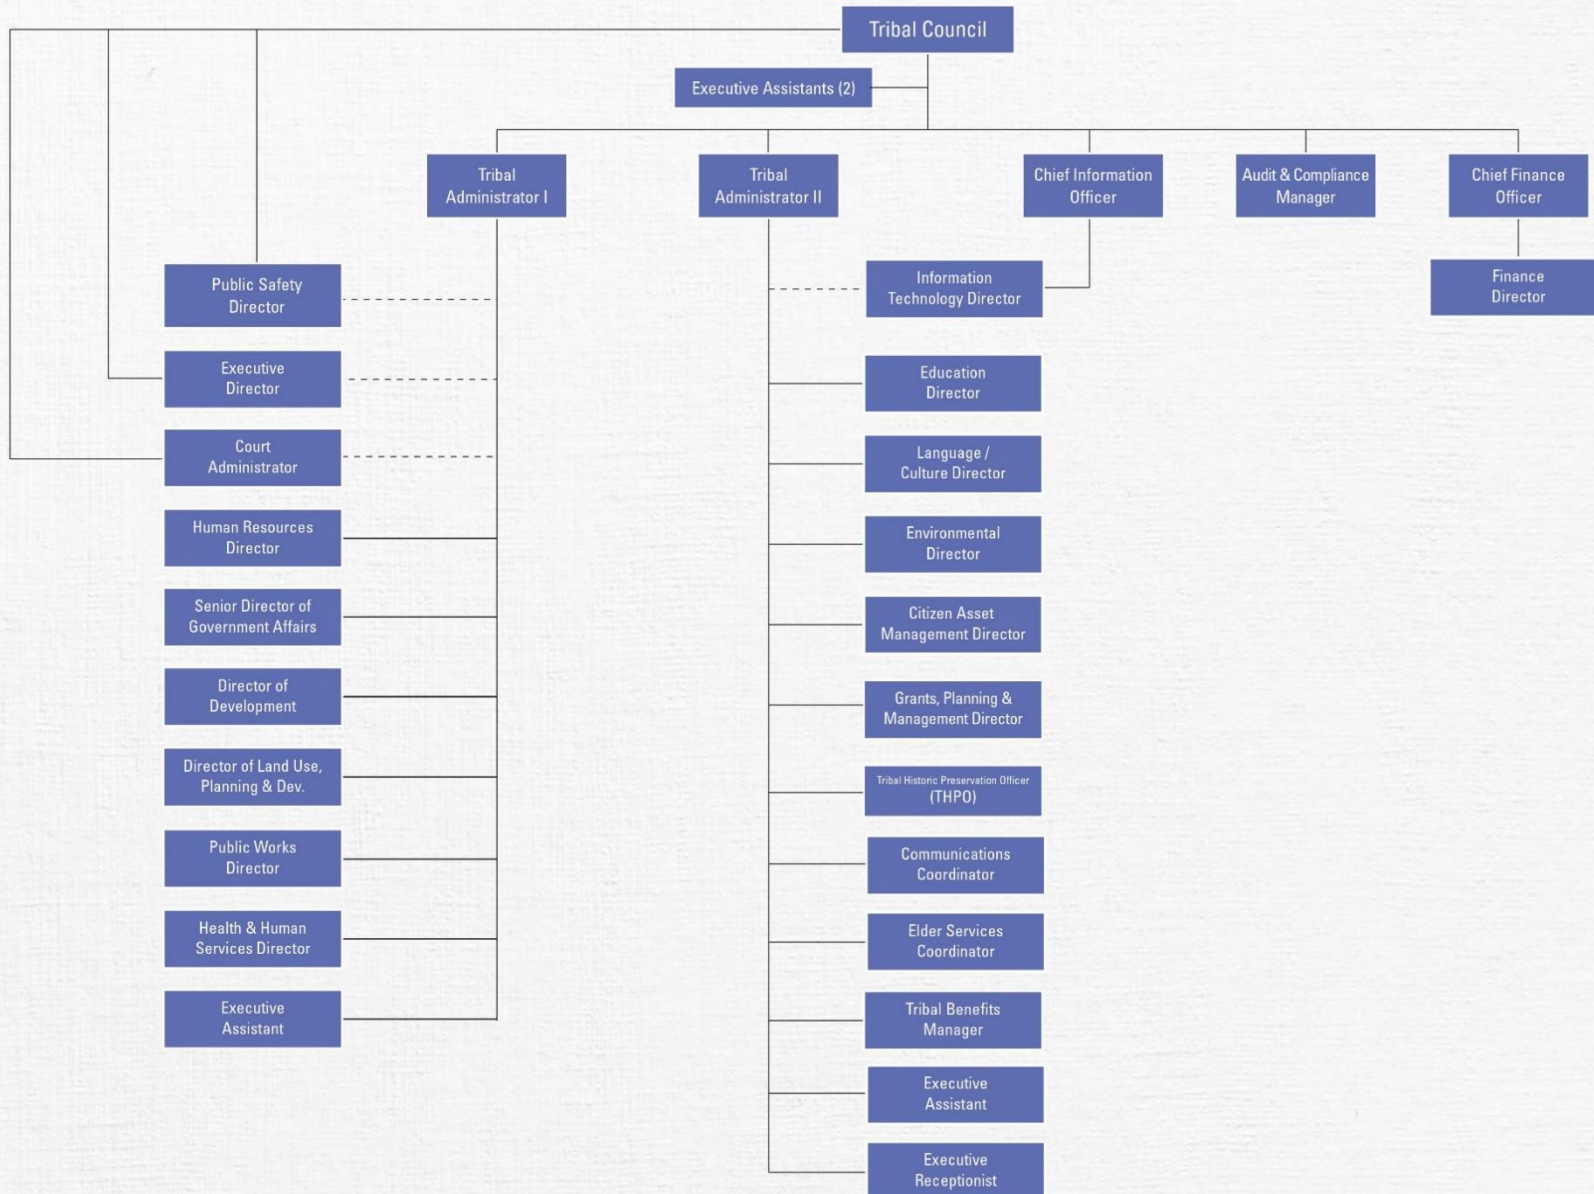 Tribal Council
Executive Assistants (2)
Tribal
Administrator I
Tribal
Administrator II
Chief Information
Officer
Audit & Compliance
Manager
Chief Finance
Officer
Public Safety
Director
Executive
Director
Court
Administrator
Human Resources
Director
Senior Director of
Government Affairs
Director of
Development
Director of Land Use,
Planning & Dev.
Public Works
Director
Health & Human
Services Director
Executive
Assistant
Information
Technology Director
Education
Director
Language /
Culture Director
Environmental
Director
Citizen Asset
Management Director
Grants, Planning &
Management Director
Tribal Historic Preservation Officer
(THPO)
Communications
Coordinator
Elder Services
Coordinator
Tribal Benefits
Manager
Executive
Assistant
Executive
Receptionist
Finance
Director